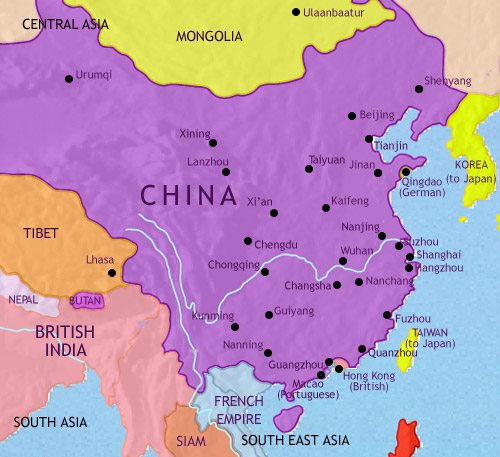 Ulaanbaatar
CENTRAL ASIA
MONGOLIA
Urumqi
Shenyang
Beijing
Xining
Tianjin
Lanzhou
Taiyuan
Jinan
KOREA
(to Japan)
Qingdao
(German)
CHINA
Xi'an
Kaifeng
TIBET
Nanjing
Chengdu
Suzhou
Wuhan
Shanghai
Lhasa
Chongqing
Hangzhou
Changsha
Nanchang
NEPAL
BUTAN
Kunming
Guiyang
Fuzhou
BRITISH
INDIA
TAIWAN
(to Japan)
Nanning
Quanzhou
Guangzhou
Hong Kong
(British)
Macao
(Portuguese)
FRENCH
EMPIRE
SOUTH ASIA
SIAM
SOUTH EAST ASIA